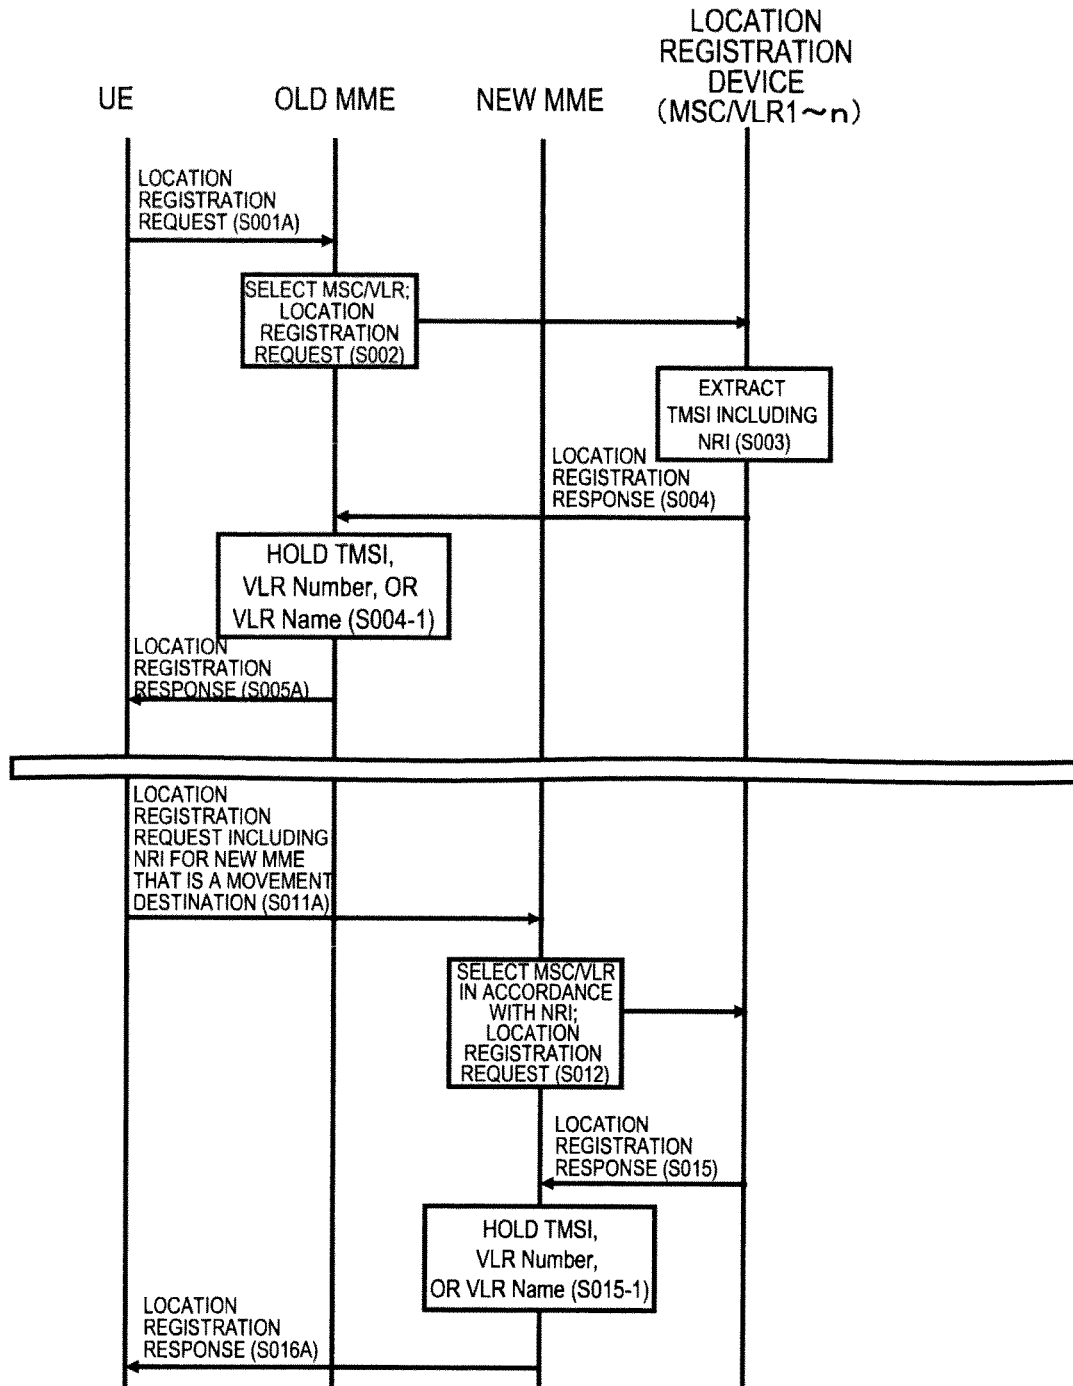 UE
OLD MME
NEW MME
LOCATION
REGISTRATION
DEVICE
(MSC/VLR1~n)
LOCATION
REGISTRATION
REQUEST (S001A)
SELECT MSC/VLR;
LOCATION
REGISTRATION
REQUEST (S002)
EXTRACT
TMSI INCLUDING
NRI (S003)
LOCATION
REGISTRATION
RESPONSE (S004)
HOLD TMSI,
VLR Number, OR
VLR Name (S004-1)
LOCATION
REGISTRATION
RESPONSE (S005A)
LOCATION
REGISTRATION
REQUEST INCLUDING
NRI FOR NEW MME
THAT IS A MOVEMENT
DESTINATION (S011A)
SELECT MSC/VLR
IN ACCORDANCE
WITH NRI;
LOCATION
REGISTRATION
REQUEST (S012)
LOCATION
REGISTRATION
RESPONSE (S015)
HOLD TMSI,
VLR Number,
OR VLR Name (S015-1)
LOCATION
REGISTRATION
RESPONSE (S016A)